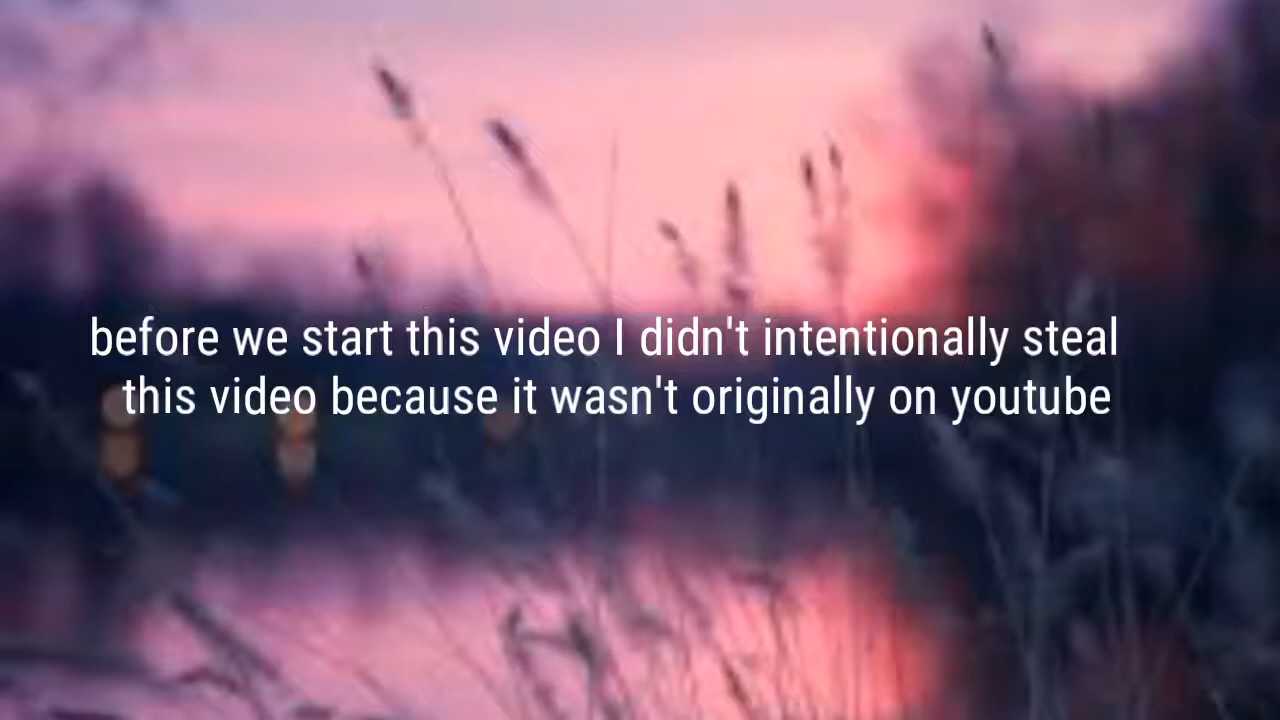 before we start this video I didn't intentionally steal
this video because it wasn't originally on youtube